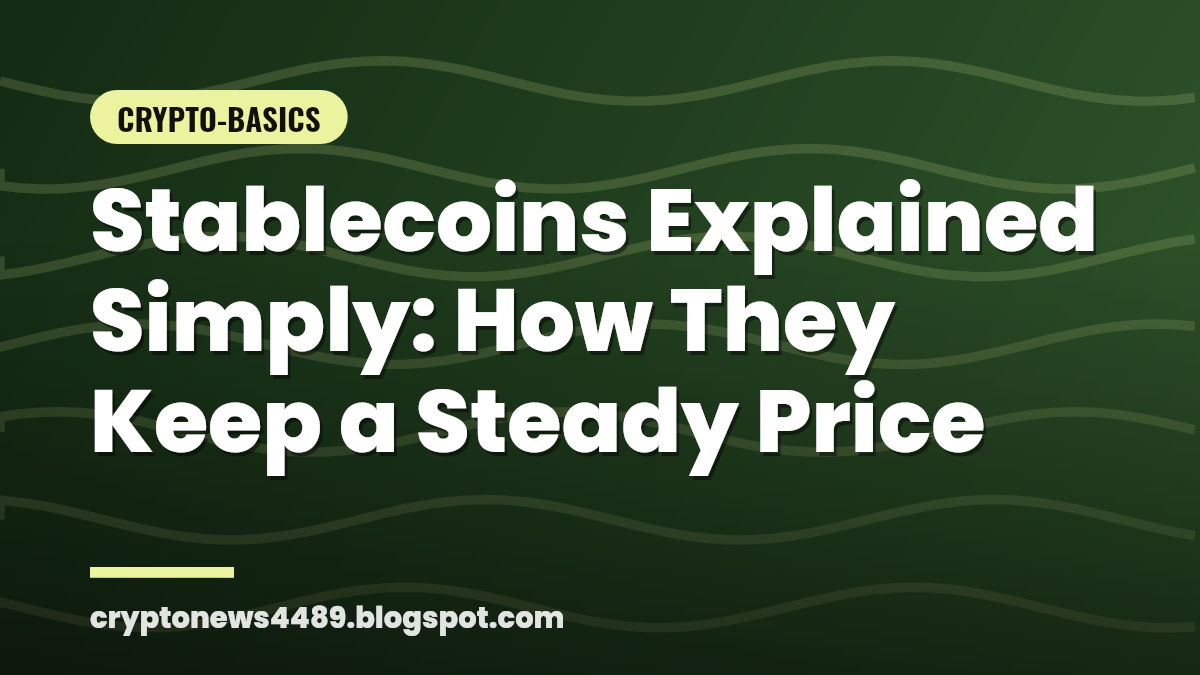 CRYPTO-BASICS
Stablecoins Explained
Simply: How They
Keep a Steady Price
cryptonews4489.blogspot.com